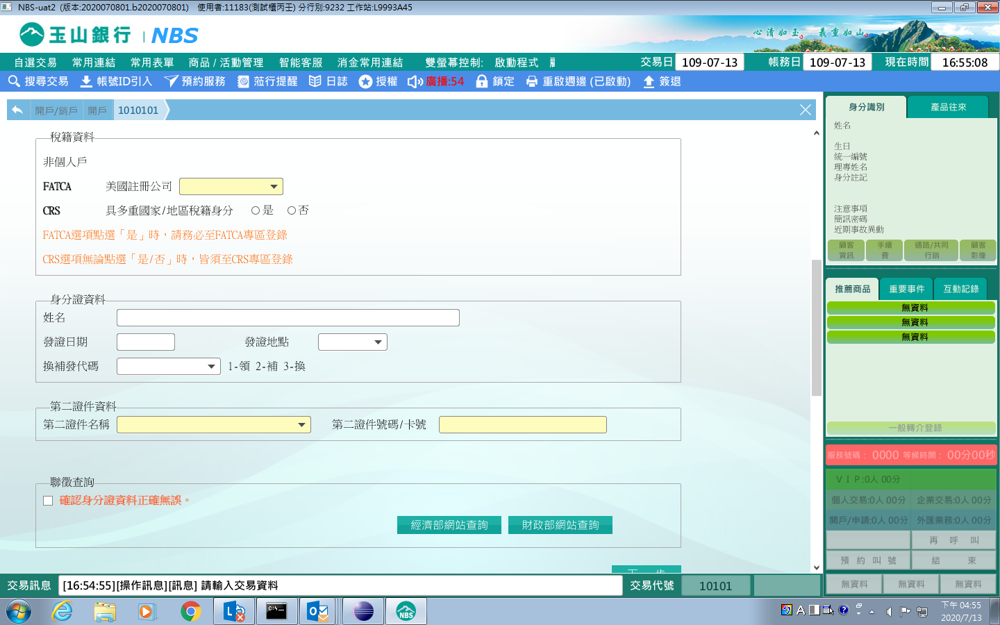 NBS-uat2 (版本:2020070801.b2020070801) 使用者:11183(測試櫃丙壬) 分行別:9232 工作站:L9993A45
玉山銀行 | NBS
心清如玉 義重如山
自選交易 常用連結 常用表單 商品 / 活動管理 智能客服 消金常用連結 雙螢幕控制: 啟動程式
交易日 109-07-13 帳務日 109-07-13 現在時間 16:55:08
搜尋交易 帳號ID引入 預約服務 蒞行提醒 日誌 授權 廣播:54 鎖定 重啟週邊 (已啟動) 簽退
開戶/銷戶 開戶 1010101
稅籍資料
非個人戶
FATCA 美國註冊公司
CRS 具多重國家/地區稅籍身分 是 否
FATCA選項點選「是」時，請務必至FATCA專區登錄
CRS選項無論點選「是/否」時，皆須至CRS專區登錄
身分證資料
姓名
發證日期 發證地點
換補發代碼 1-領 2-補 3-換
第二證件資料
第二證件名稱 第二證件號碼/卡號
聯徵查詢
確認身分證資料正確無誤。
經濟部網站查詢 財政部網站查詢
下一步
交易訊息 [16:54:55][操作訊息][訊息] 請輸入交易資料 交易代號 10101
身分識別 產品往來
姓名
生日
統一編號
理專姓名
身分註記
注意事項
簡訊密碼
近期事故異動
顧客資訊 手續費 通路/共同行銷 顧客影像
推薦商品 重要事件 互動記錄
無資料
無資料
無資料
一般轉介登錄
服務號碼： 0000 等候時間： 00分00秒
ＶＩＰ:0人 00分
個人交易:0人 00分 企業交易:0人 00分
開戶/申請:0人 00分 外匯業務:0人 00分
再 呼 叫
預 約 叫 號 結 束
無資料 無資料 無資料
下午 04:55
2020/7/13